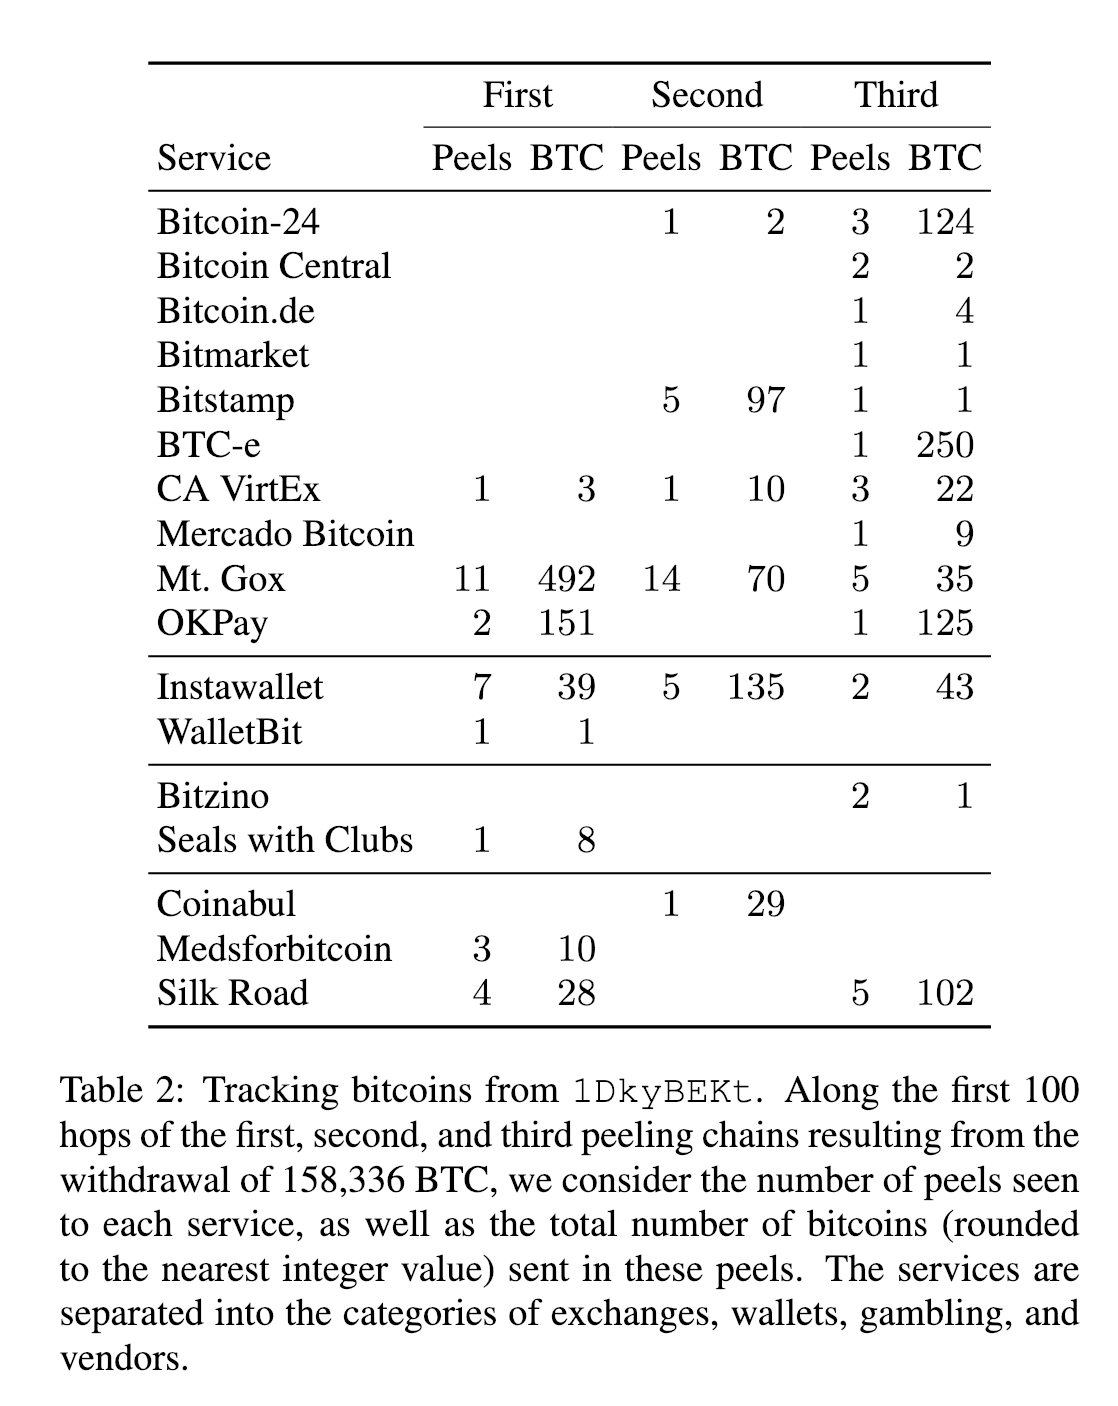 First Second Third
Service Peels BTC Peels BTC Peels BTC
Bitcoin-24 1 2 3 124
Bitcoin Central 2 2
Bitcoin.de 1 4
Bitmarket 1 1
Bitstamp 5 97 1 1
BTC-e 1 250
CA VirtEx 1 3 1 10 3 22
Mercado Bitcoin 1 9
Mt. Gox 11 492 14 70 5 35
OKPay 2 151 1 125
Instawallet 7 39 5 135 2 43
WalletBit 1 1
Bitzino 2 1
Seals with Clubs 1 8
Coinabul 1 29
Medsforbitcoin 3 10
Silk Road 4 28 5 102
Table 2: Tracking bitcoins from 1DkyBEKt. Along the first 100
hops of the first, second, and third peeling chains resulting from the
withdrawal of 158,336 BTC, we consider the number of peels seen
to each service, as well as the total number of bitcoins (rounded
to the nearest integer value) sent in these peels. The services are
separated into the categories of exchanges, wallets, gambling, and
vendors.